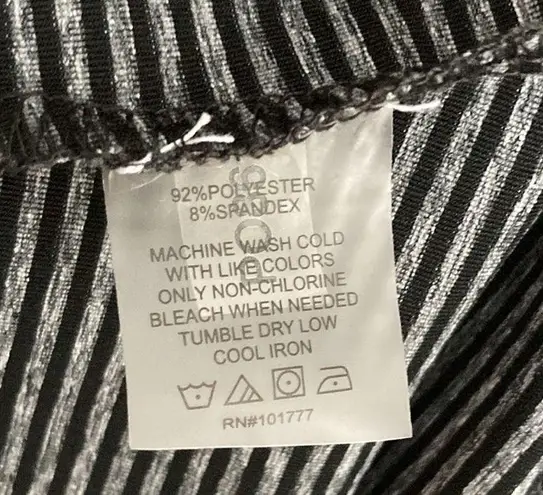 92%POLYESTER
8%SPANDEX
MACHINE WASH COLD
WITH LIKE COLORS
ONLY NON-CHLORINE
BLEACH WHEN NEEDED
TUMBLE DRY LOW
COOL IRON
RN#101777